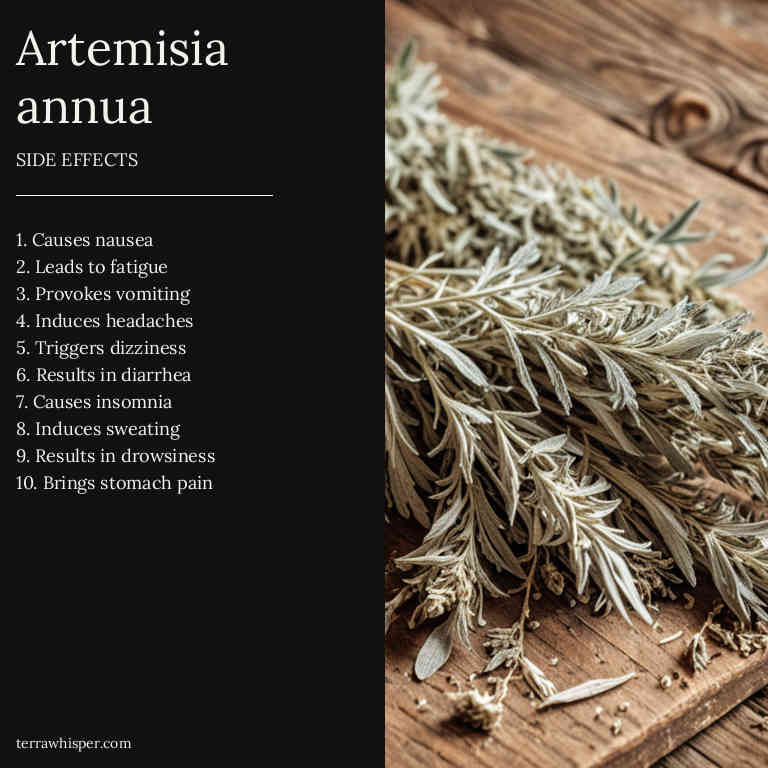 Artemisia
annua
SIDE EFFECTS
1. Causes nausea
2. Leads to fatigue
3. Provokes vomiting
4. Induces headaches
5. Triggers dizziness
6. Results in diarrhea
7. Causes insomnia
8. Induces sweating
9. Results in drowsiness
10. Brings stomach pain
terrawhisper.com